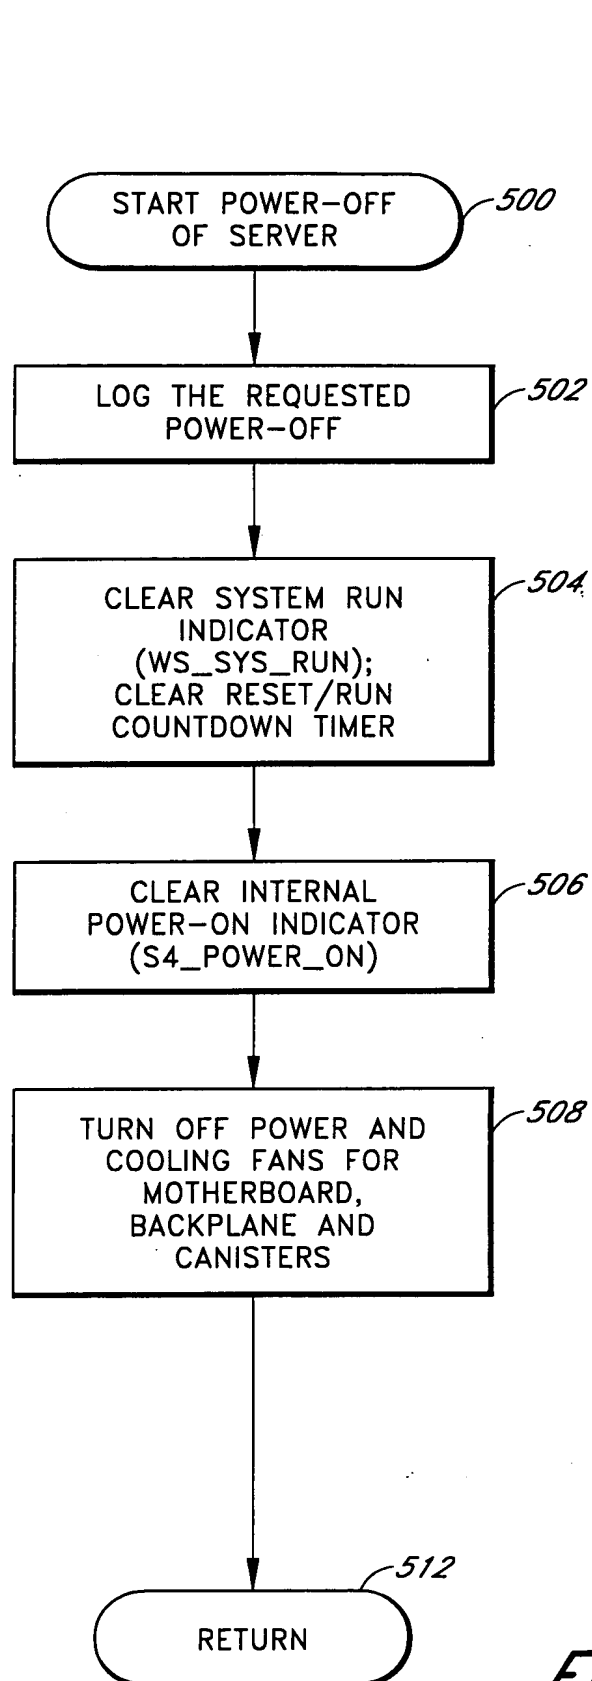 START POWER-OFF
OF SERVER
500
LOG THE REQUESTED
POWER-OFF
502
CLEAR SYSTEM RUN
INDICATOR
(WS_SYS_RUN);
CLEAR RESET/RUN
COUNTDOWN TIMER
504
CLEAR INTERNAL
POWER-ON INDICATOR
(S4_POWER_ON)
506
TURN OFF POWER AND
COOLING FANS FOR
MOTHERBOARD,
BACKPLANE AND
CANISTERS
508
512
RETURN